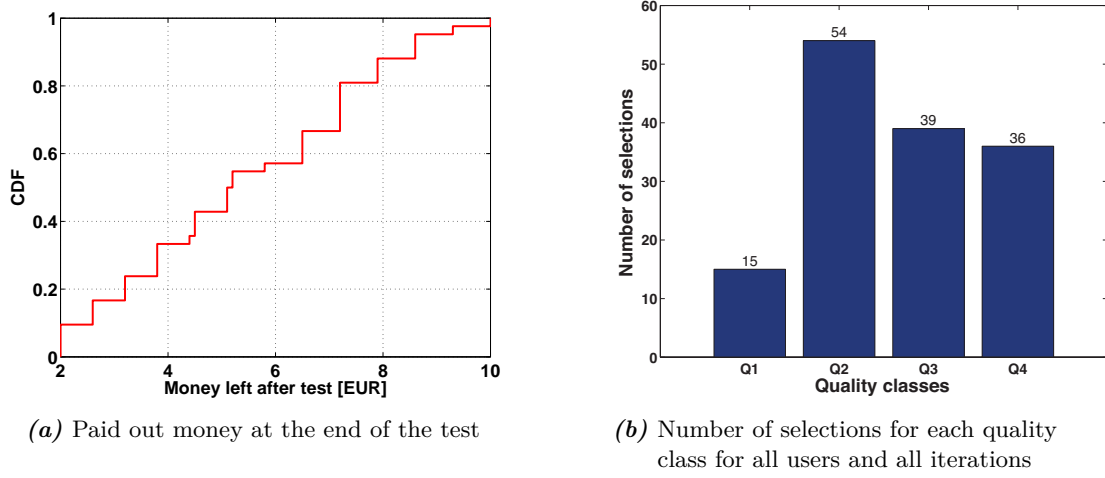 1
0.8
0.6
0.4
0.2
0
CDF
2 4 6 8 10
Money left after test [EUR]
(a) Paid out money at the end of the test
60
50
40
30
20
10
0
Number of selections
15
54
39
36
Q1 Q2 Q3 Q4
Quality classes
(b) Number of selections for each quality
class for all users and all iterations